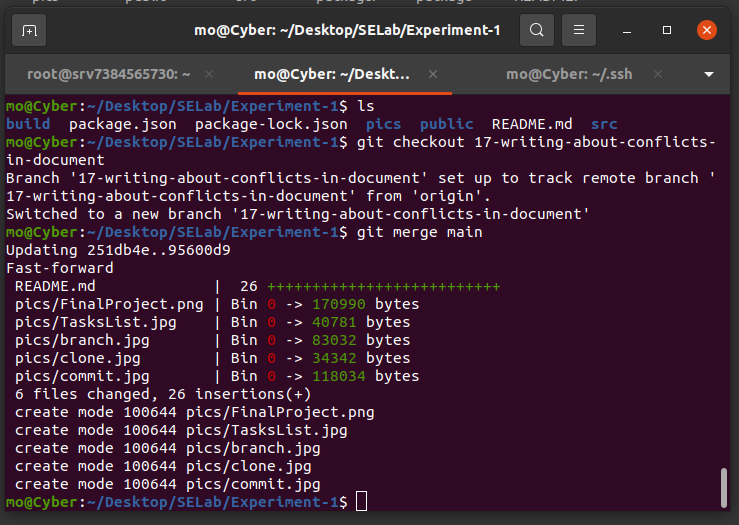 mo@Cyber: ~/Desktop/SELab/Experiment-1
root@srv7384565730: ~
mo@Cyber: ~/Deskt…
mo@Cyber: ~/.ssh
mo@Cyber:~/Desktop/SELab/Experiment-1$ ls
build  package.json  package-lock.json  pics  public  README.md  src
mo@Cyber:~/Desktop/SELab/Experiment-1$ git checkout 17-writing-about-conflicts-
in-document
Branch '17-writing-about-conflicts-in-document' set up to track remote branch '
17-writing-about-conflicts-in-document' from 'origin'.
Switched to a new branch '17-writing-about-conflicts-in-document'
mo@Cyber:~/Desktop/SELab/Experiment-1$ git merge main
Updating 251db4e..95600d9
Fast-forward
 README.md             |  26 ++++++++++++++++++++++++++
 pics/FinalProject.png | Bin 0 -> 170990 bytes
 pics/TasksList.jpg    | Bin 0 -> 40781 bytes
 pics/branch.jpg       | Bin 0 -> 83032 bytes
 pics/clone.jpg        | Bin 0 -> 34342 bytes
 pics/commit.jpg       | Bin 0 -> 118034 bytes
 6 files changed, 26 insertions(+)
 create mode 100644 pics/FinalProject.png
 create mode 100644 pics/TasksList.jpg
 create mode 100644 pics/branch.jpg
 create mode 100644 pics/clone.jpg
 create mode 100644 pics/commit.jpg
mo@Cyber:~/Desktop/SELab/Experiment-1$